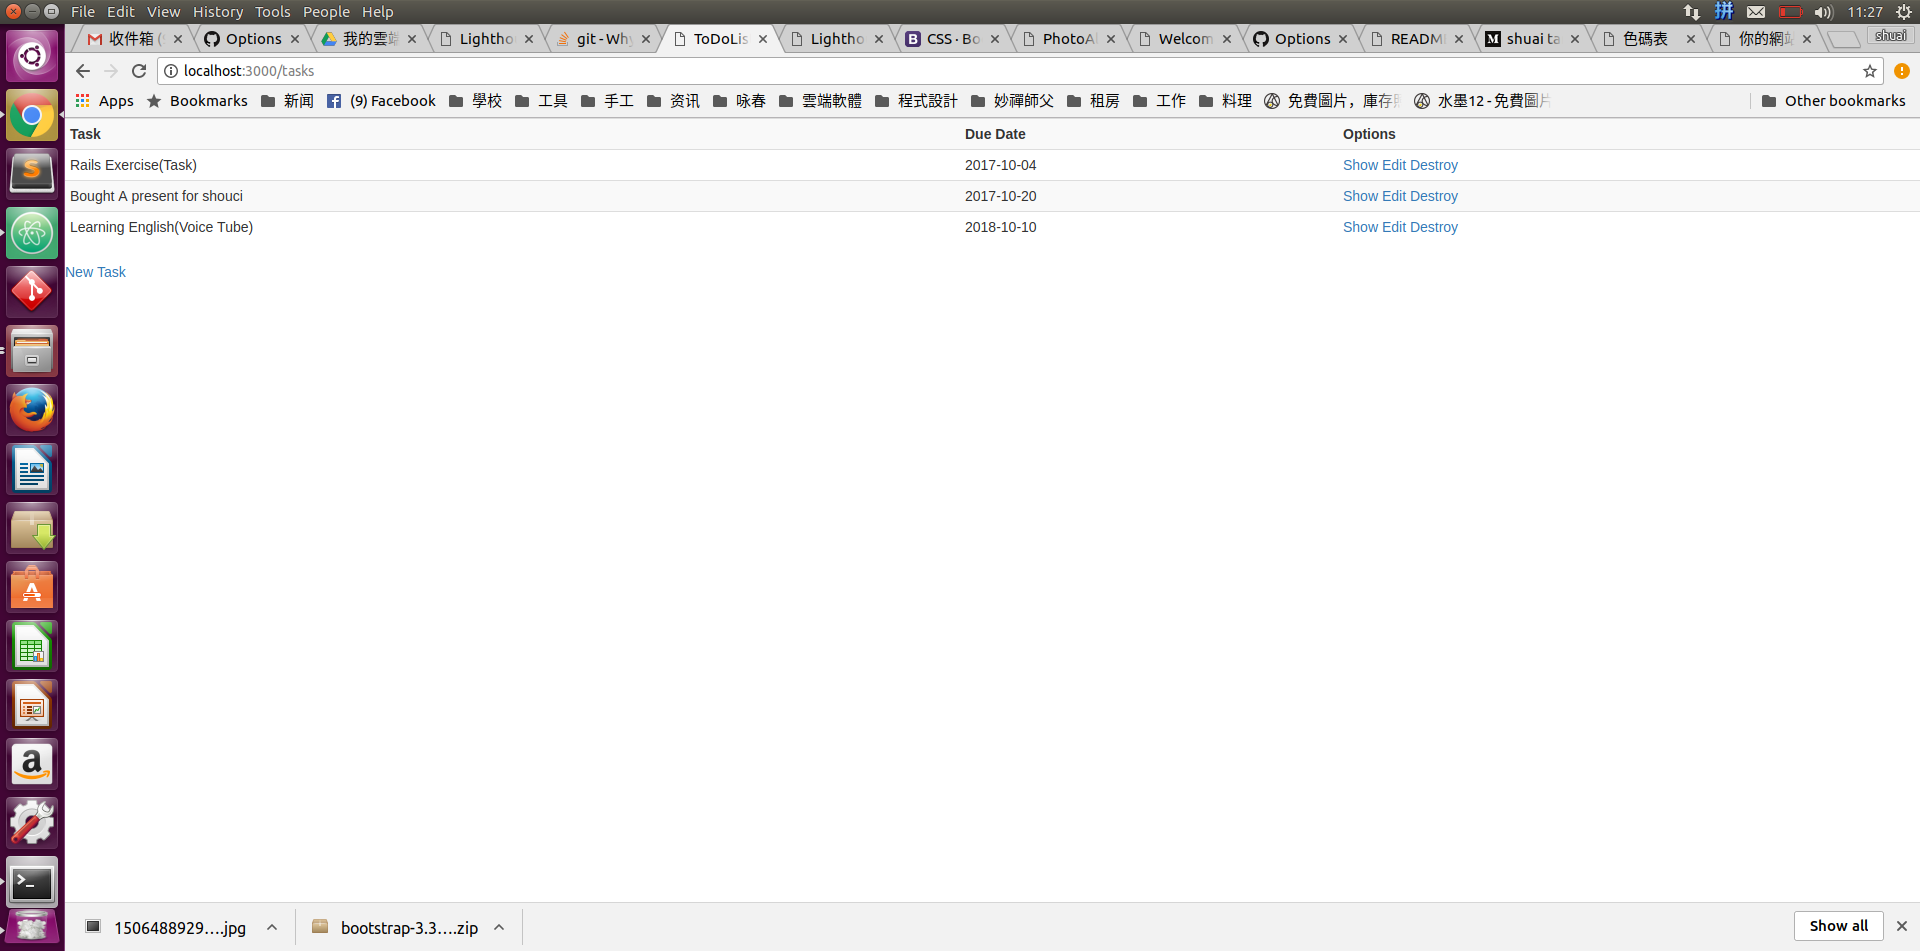 File Edit View History Tools People Help 拼 11:27
收件箱 Options 我的雲端 Lightho git - Why ToDoLis Lightho CSS · Bo PhotoAl Welcom Options README shuai ta 色碼表 你的網站 shuai
localhost:3000/tasks
Apps Bookmarks 新闻 (9) Facebook 學校 工具 手工 资讯 咏春 雲端軟體 程式設計 妙禪師父 租房 工作 料理 免費圖片，庫存 水墨12 - 免費圖片 Other bookmarks
Task Due Date Options
Rails Exercise(Task) 2017-10-04 Show Edit Destroy
Bought A present for shouci 2017-10-20 Show Edit Destroy
Learning English(Voice Tube) 2018-10-10 Show Edit Destroy
New Task
1506488929....jpg bootstrap-3.3....zip Show all